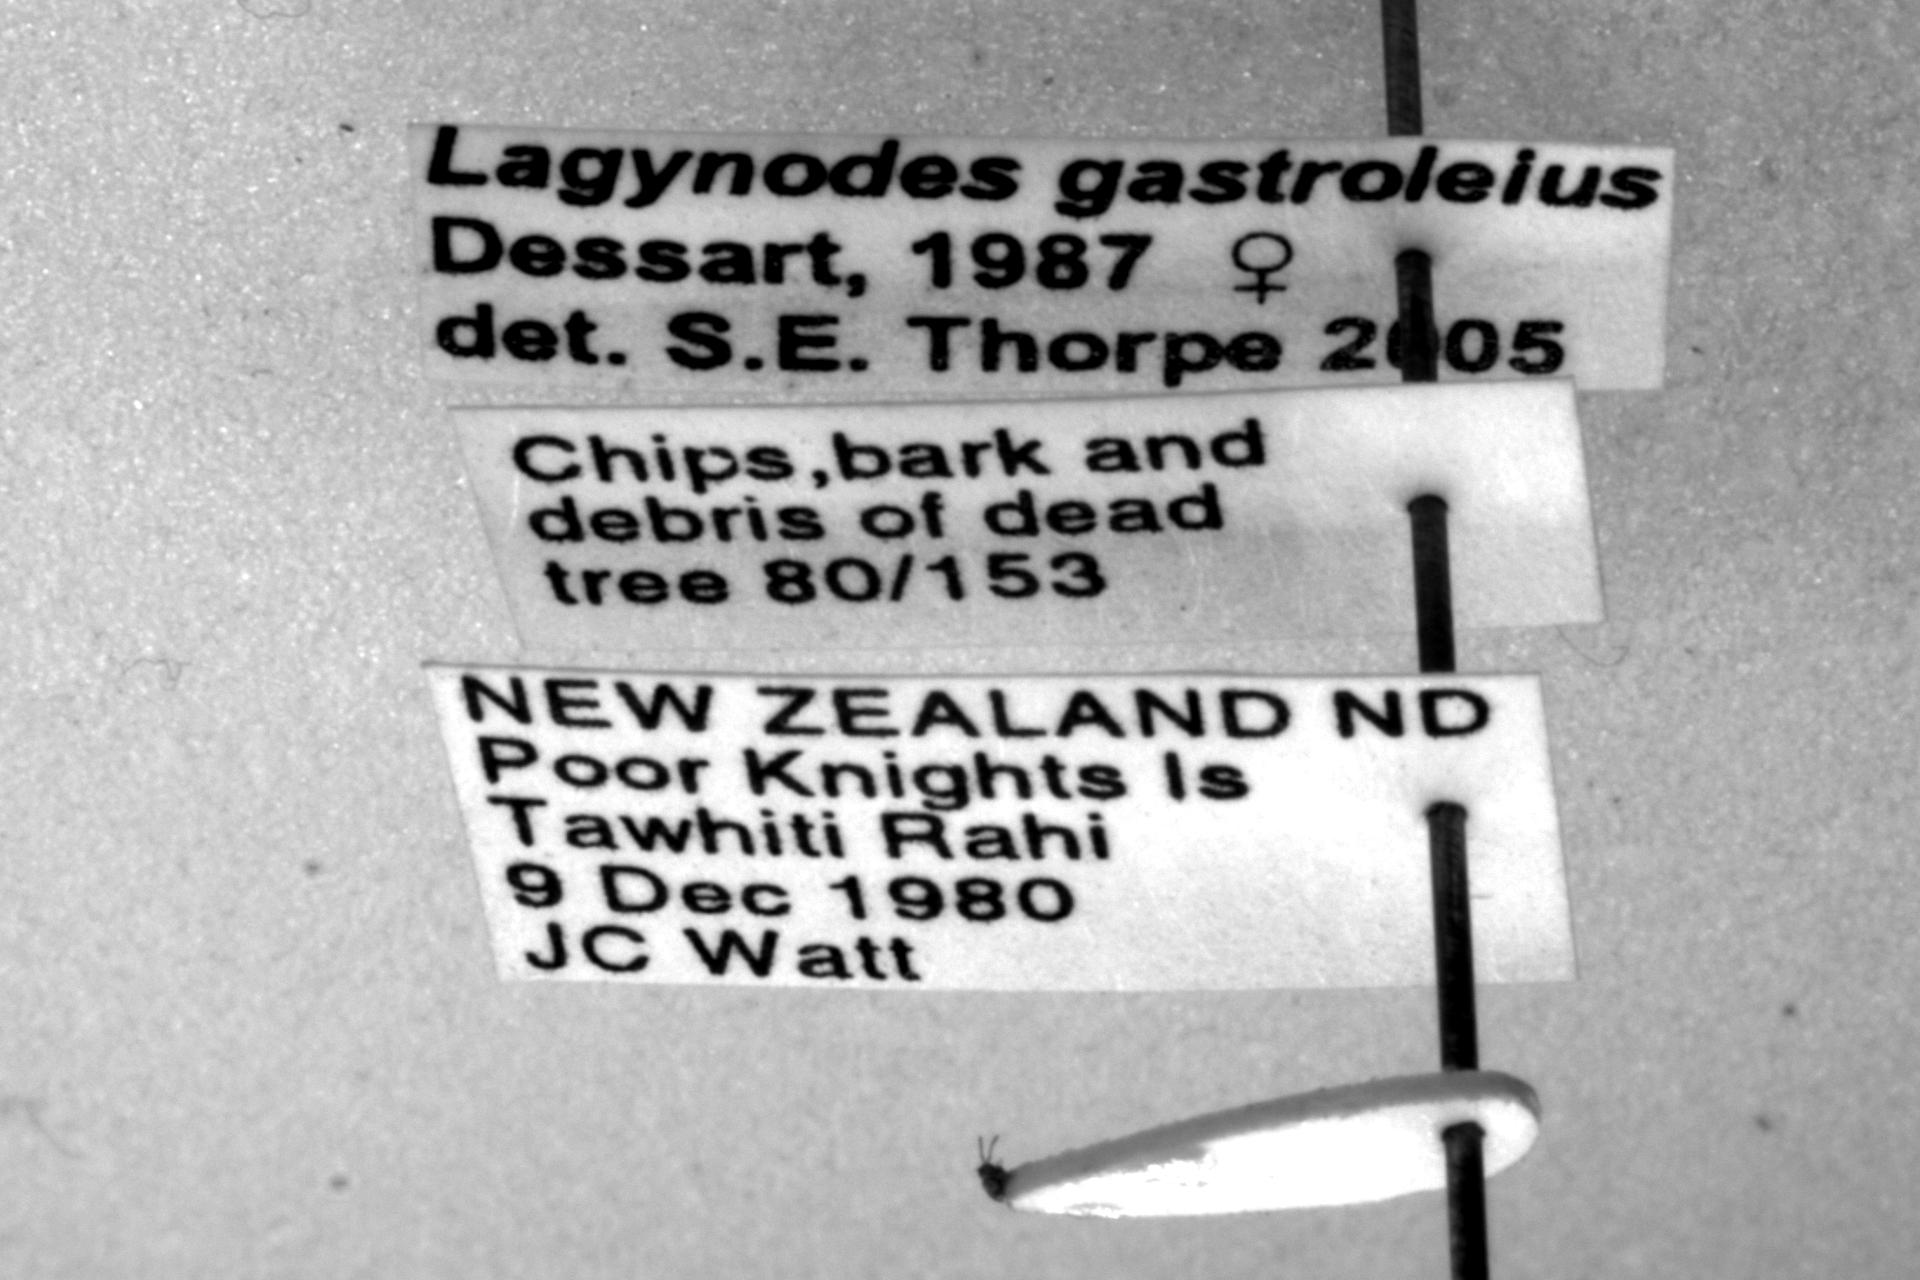 Lagynodes gastroleius
Dessart, 1987 ♀
det. S.E. Thorpe 2005
Chips,bark and
debris of dead
tree 80/153
NEW ZEALAND ND
Poor Knights Is
Tawhiti Rahi
9 Dec 1980
JC Watt